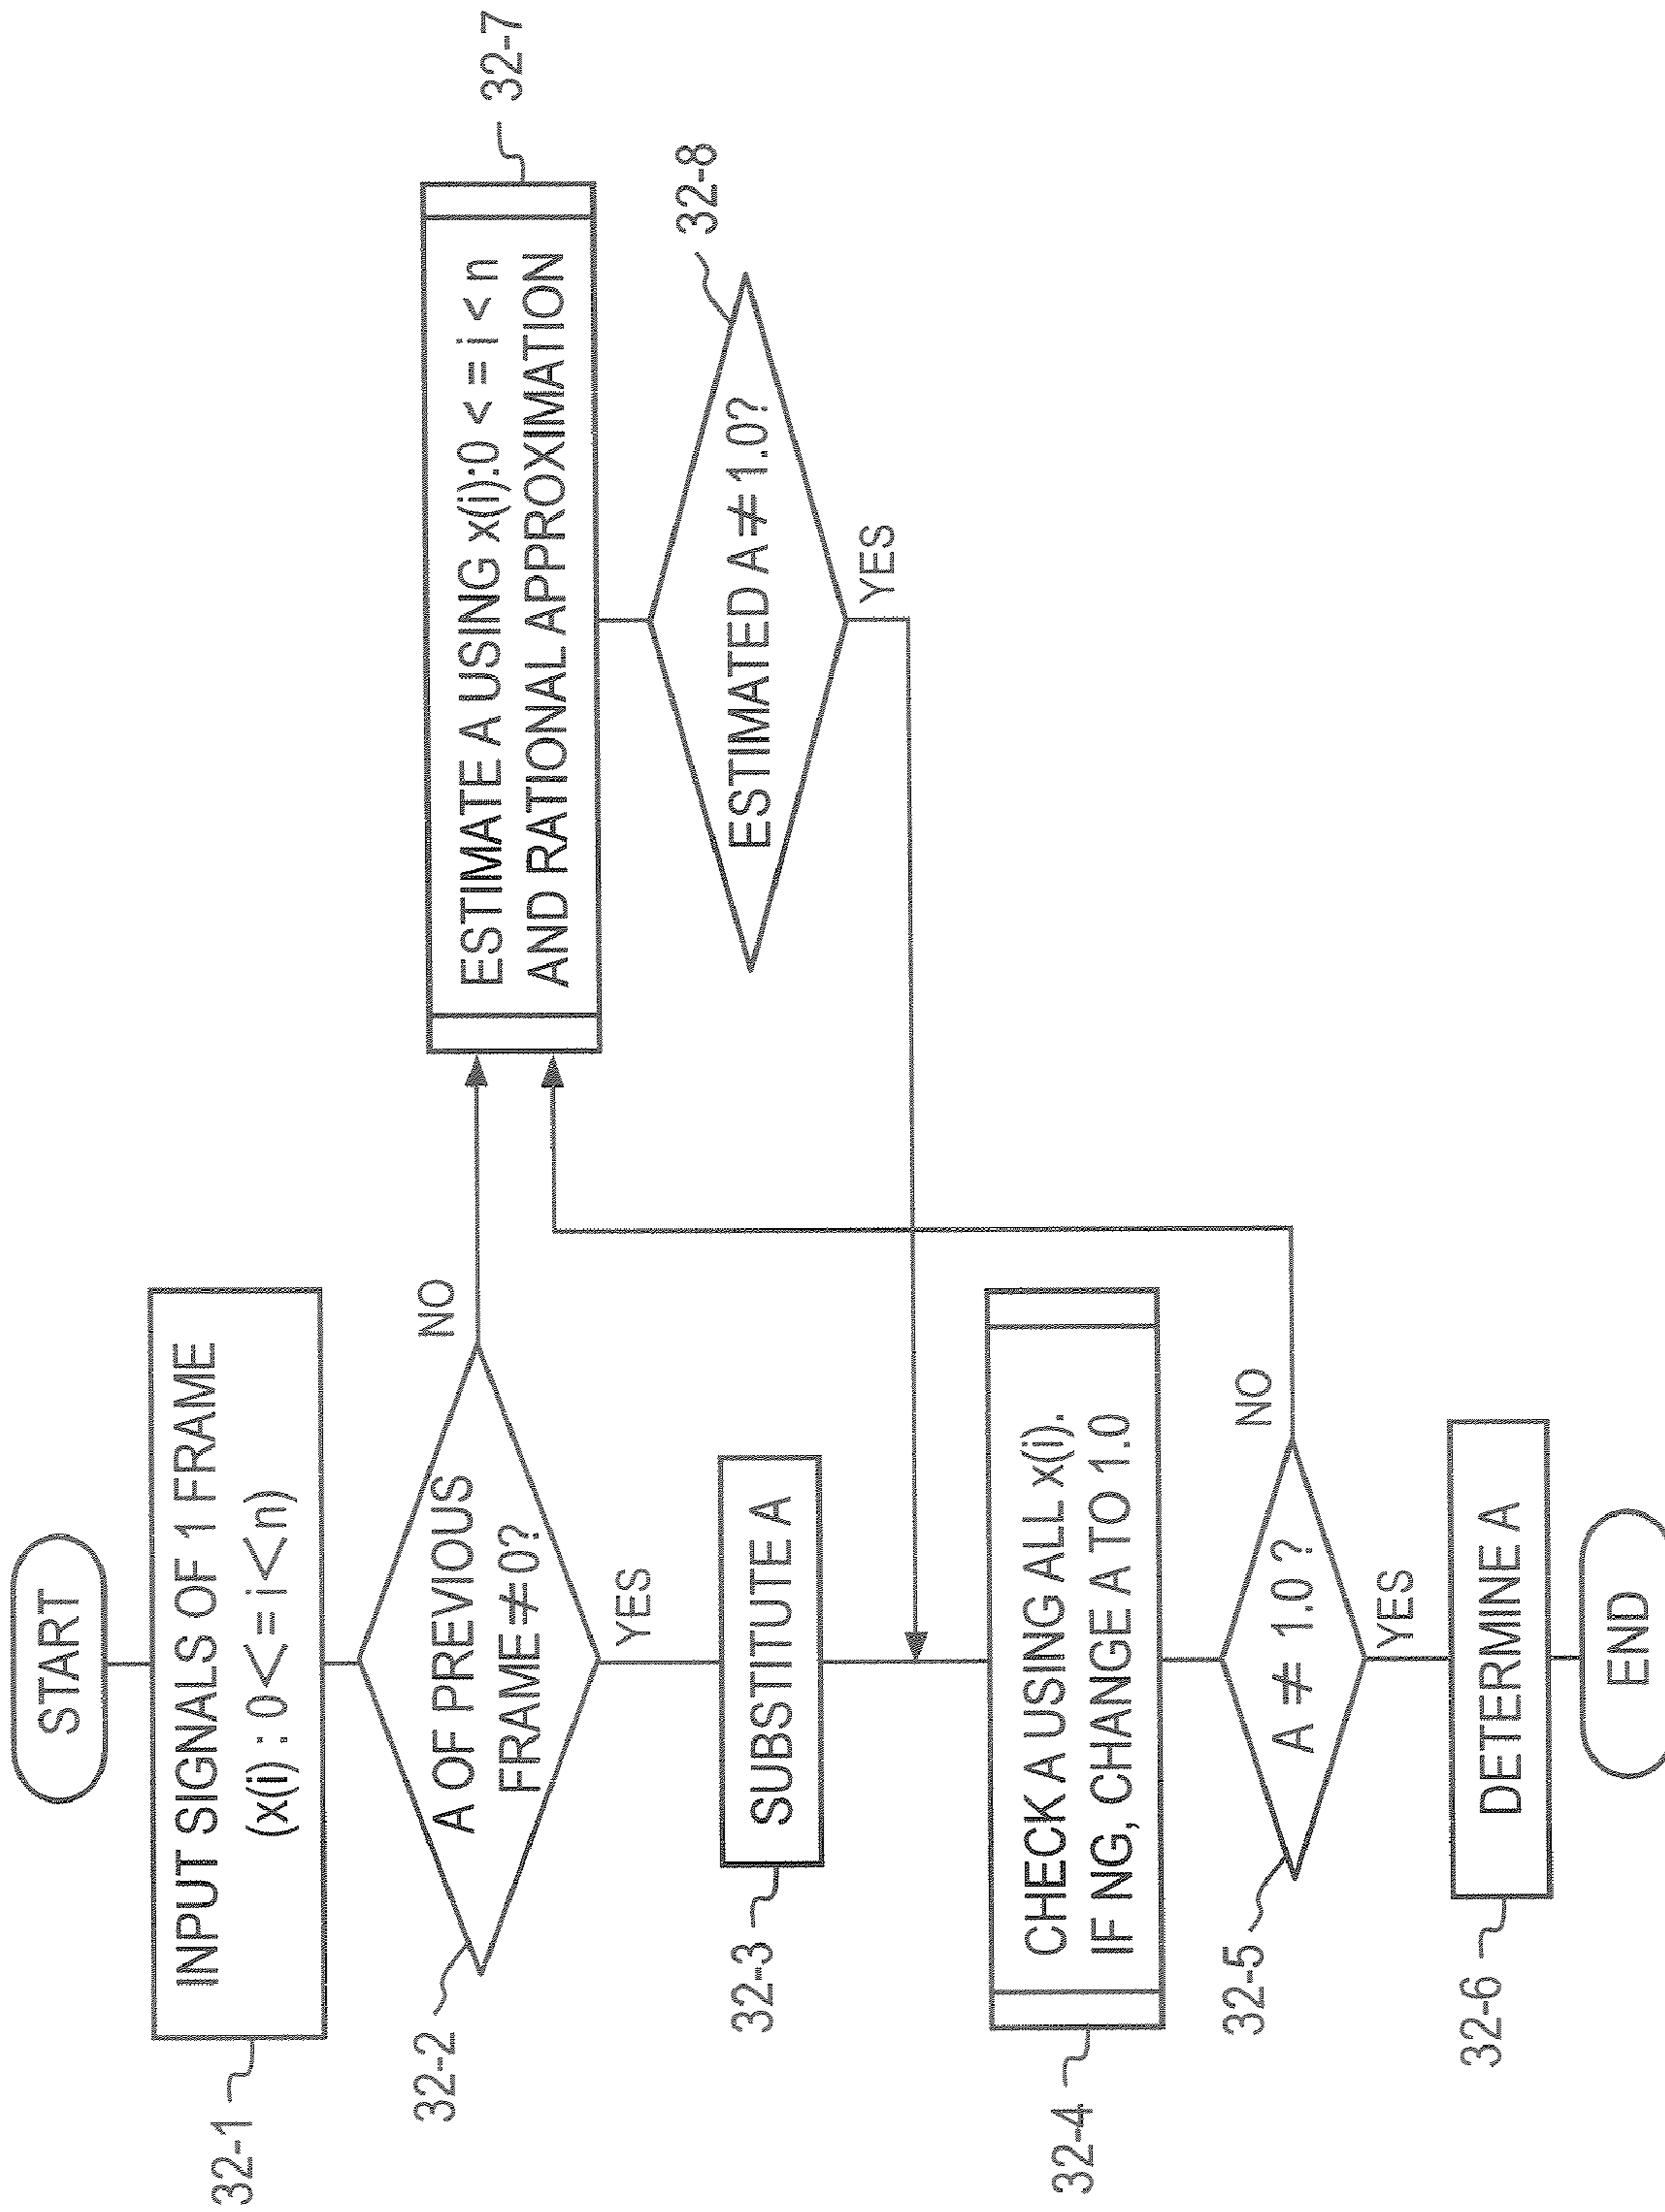 START
INPUT SIGNALS OF 1 FRAME
(x(i) : 0<=i<n)
32-1
A OF PREVIOUS
FRAME≠0?
32-2
NO
YES
SUBSTITUTE A
32-3
CHECK A USING ALL x(i).
IF NG, CHANGE A TO 1.0
32-4
A ≠ 1.0 ?
32-5
NO
YES
DETERMINE A
32-6
END
ESTIMATE A USING x(i):0 < = i < n
AND RATIONAL APPROXIMATION
32-7
ESTIMATED A ≠ 1.0?
32-8
YES